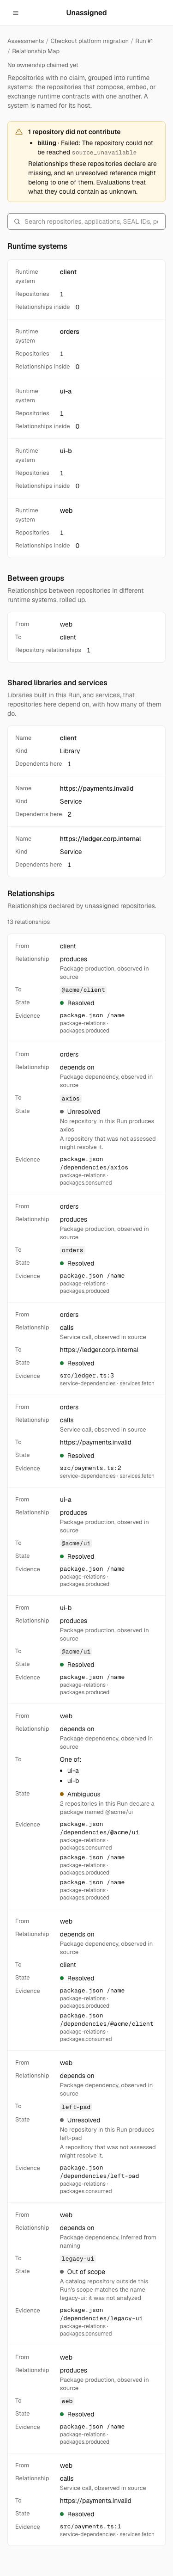 Unassigned
Assessments / Checkout platform migration / Run #1
/ Relationship Map
No ownership claimed yet
Repositories with no claim, grouped into runtime
systems: the repositories that compose, embed, or
exchange runtime contracts with one another. A
system is named for its host.
1 repository did not contribute
• billing · Failed: The repository could not
be reached source_unavailable
Relationships these repositories declare are
missing, and an unresolved reference might
belong to one of them. Evaluations treat
what they could contain as unknown.
Search repositories, applications, SEAL IDs, pa
Runtime systems
Runtime system
client
Repositories 1
Relationships inside 0
Runtime system
orders
Repositories 1
Relationships inside 0
Runtime system
ui-a
Repositories 1
Relationships inside 0
Runtime system
ui-b
Repositories 1
Relationships inside 0
Runtime system
web
Repositories 1
Relationships inside 0
Between groups
Relationships between repositories in different
runtime systems, rolled up.
From web
To client
Repository relationships 1
Shared libraries and services
Libraries built in this Run, and services, that
repositories here depend on, with how many of them
do.
Name client
Kind Library
Dependents here 1
Name https://payments.invalid
Kind Service
Dependents here 2
Name https://ledger.corp.internal
Kind Service
Dependents here 1
Relationships
Relationships declared by unassigned repositories.
13 relationships
From client
Relationship produces
Package production, observed in
source
To @acme/client
State Resolved
Evidence package.json /name
package-relations ·
packages.produced
From orders
Relationship depends on
Package dependency, observed in
source
To axios
State Unresolved
No repository in this Run produces
axios
A repository that was not assessed
might resolve it.
Evidence package.json
/dependencies/axios
package-relations ·
packages.consumed
From orders
Relationship produces
Package production, observed in
source
To orders
State Resolved
Evidence package.json /name
package-relations ·
packages.produced
From orders
Relationship calls
Service call, observed in source
To https://ledger.corp.internal
State Resolved
Evidence src/ledger.ts:3
service-dependencies · services.fetch
From orders
Relationship calls
Service call, observed in source
To https://payments.invalid
State Resolved
Evidence src/payments.ts:2
service-dependencies · services.fetch
From ui-a
Relationship produces
Package production, observed in
source
To @acme/ui
State Resolved
Evidence package.json /name
package-relations ·
packages.produced
From ui-b
Relationship produces
Package production, observed in
source
To @acme/ui
State Resolved
Evidence package.json /name
package-relations ·
packages.produced
From web
Relationship depends on
Package dependency, observed in
source
To One of:
• ui-a
• ui-b
State Ambiguous
2 repositories in this Run declare a
package named @acme/ui
Evidence package.json
/dependencies/@acme/ui
package-relations ·
packages.consumed
package.json /name
package-relations ·
packages.produced
package.json /name
package-relations ·
packages.produced
From web
Relationship depends on
Package dependency, observed in
source
To client
State Resolved
Evidence package.json /name
package-relations ·
packages.produced
package.json
/dependencies/@acme/client
package-relations ·
packages.consumed
From web
Relationship depends on
Package dependency, observed in
source
To left-pad
State Unresolved
No repository in this Run produces
left-pad
A repository that was not assessed
might resolve it.
Evidence package.json
/dependencies/left-pad
package-relations ·
packages.consumed
From web
Relationship depends on
Package dependency, inferred from
naming
To legacy-ui
State Out of scope
A catalog repository outside this
Run's scope matches the name
legacy-ui; it was not analyzed
Evidence package.json
/dependencies/legacy-ui
package-relations ·
packages.consumed
From web
Relationship produces
Package production, observed in
source
To web
State Resolved
Evidence package.json /name
package-relations ·
packages.produced
From web
Relationship calls
Service call, observed in source
To https://payments.invalid
State Resolved
Evidence src/payments.ts:1
service-dependencies · services.fetch